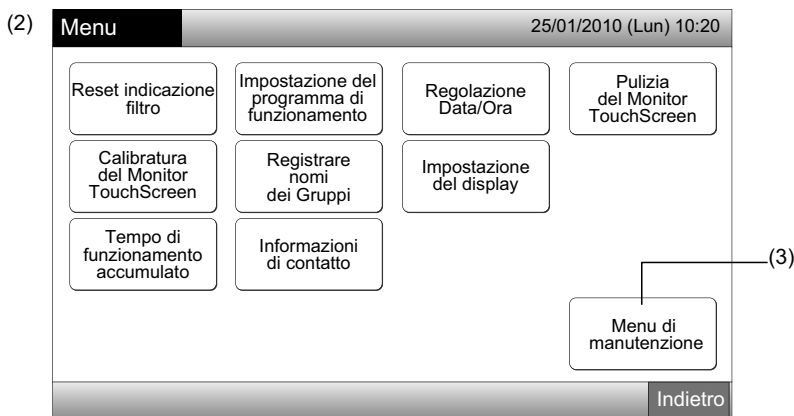 (2)
Menu
25/01/2010 (Lun) 10:20
Reset indicazione
filtro
Impostazione del
programma di
funzionamento
Regolazione
Data/Ora
Pulizia
del Monitor
TouchScreen
Calibratura
del Monitor
TouchScreen
Registrare
nomi
dei Gruppi
Impostazione
del display
Tempo di
funzionamento
accumulato
Informazioni
di contatto
(3)
Menu di
manutenzione
Indietro